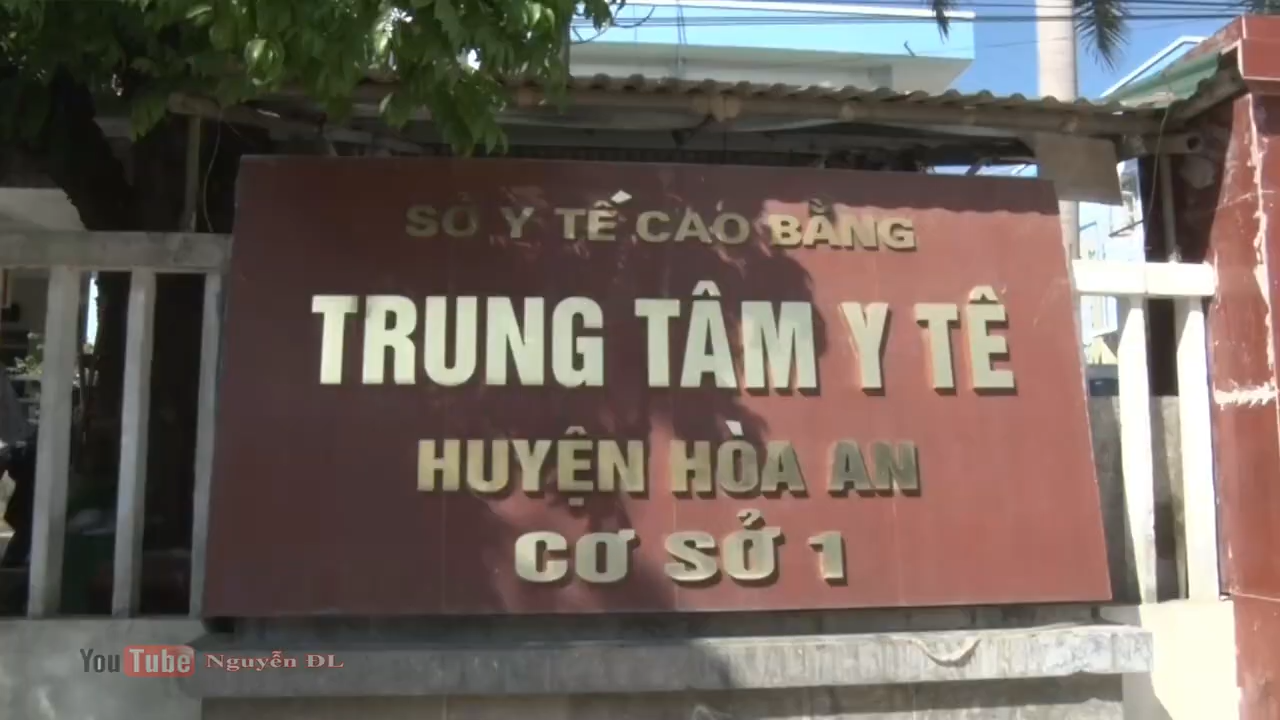 SỞ Y TẾ CAO BẰNG
TRUNG TÂM Y TÊ
HUYỆN HÒA AN
CƠ SỞ 1
YouTube Nguyễn ĐL